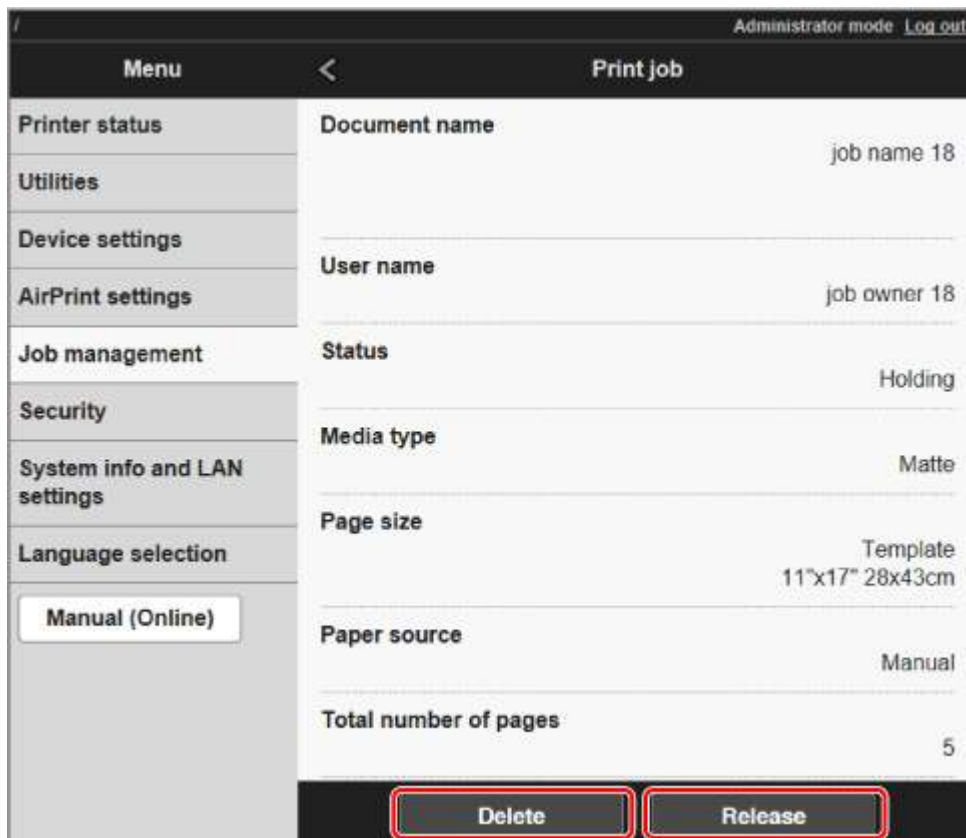 /
Administrator mode Log out
Menu
<
Print job
Printer status
Utilities
Device settings
AirPrint settings
Job management
Security
System info and LAN
settings
Language selection
Manual (Online)
Document name
job name 18
User name
job owner 18
Status
Holding
Media type
Matte
Page size
Template
11"x17" 28x43cm
Paper source
Manual
Total number of pages
5
Delete
Release